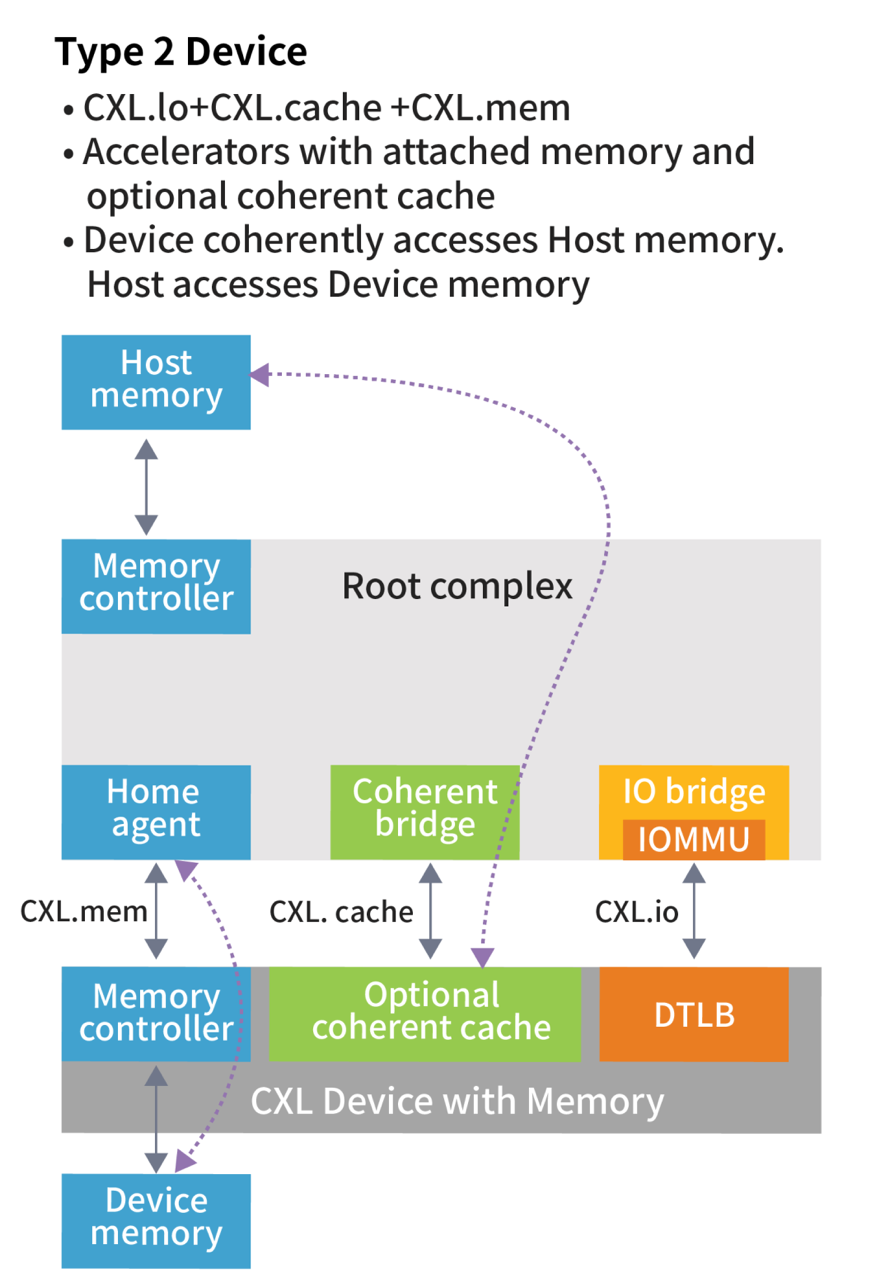 Type 2 Device
• CXL.lo+CXL.cache +CXL.mem
• Accelerators with attached memory and
optional coherent cache
• Device coherently accesses Host memory.
Host accesses Device memory
Host
memory
Memory
controller
Root complex
Home
agent
Coherent
bridge
IO bridge
IOMMU
CXL.mem
CXL. cache
CXL.io
Memory
controller
Optional
coherent cache
DTLB
CXL Device with Memory
Device
memory